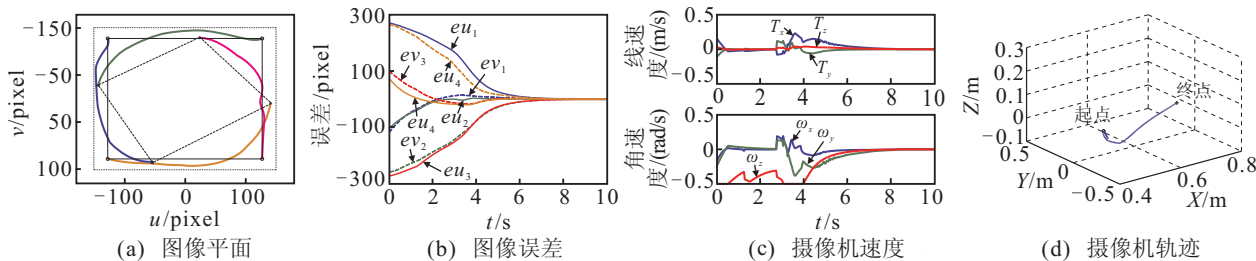 −150
−50
50
100
v/pixel
−100
0
100
u/pixel
(a) 图像平面
300
100
−100
−300
误差/pixel
eu₁
ev₃
eu₄
ev₁
eu₄
eu₂
ev₂
eu₃
0 2 4 6 8 10
t/s
(b) 图像误差
线速
度/(m/s)
0.5
0
−0.5
Tₓ
T_z
T_y
0 2 4 6 8 10
角速
度/(rad/s)
0.5
0
−0.5
ωₓ
ω_y
ω_z
0 2 4 6 8 10
t/s
(c) 摄像机速度
Z/m
0.3
0.2
0.1
0
−0.1
起点
终点
0.5
0
−0.5
Y/m
0.4
0.6
0.8
X/m
(d) 摄像机轨迹